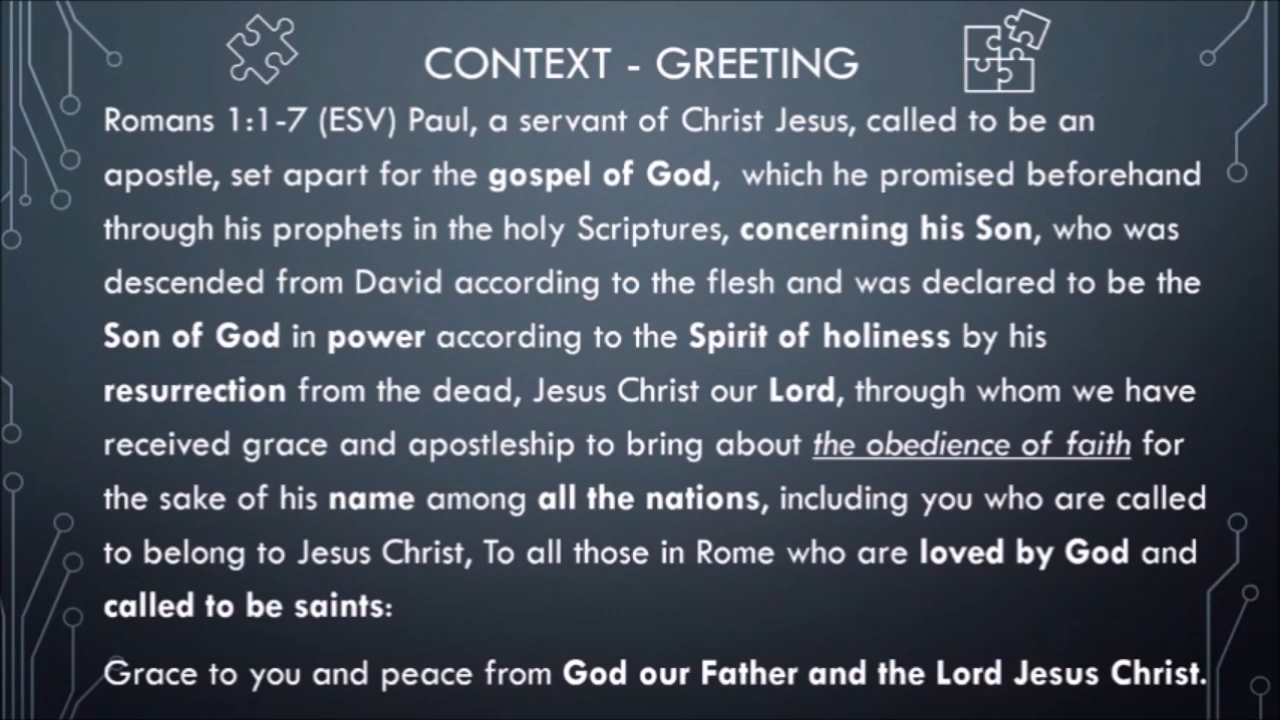 CONTEXT - GREETING
Romans 1:1-7 (ESV) Paul, a servant of Christ Jesus, called to be an
apostle, set apart for the gospel of God, which he promised beforehand
through his prophets in the holy Scriptures, concerning his Son, who was
descended from David according to the flesh and was declared to be the
Son of God in power according to the Spirit of holiness by his
resurrection from the dead, Jesus Christ our Lord, through whom we have
received grace and apostleship to bring about the obedience of faith for
the sake of his name among all the nations, including you who are called
to belong to Jesus Christ, To all those in Rome who are loved by God and
called to be saints:
Grace to you and peace from God our Father and the Lord Jesus Christ.